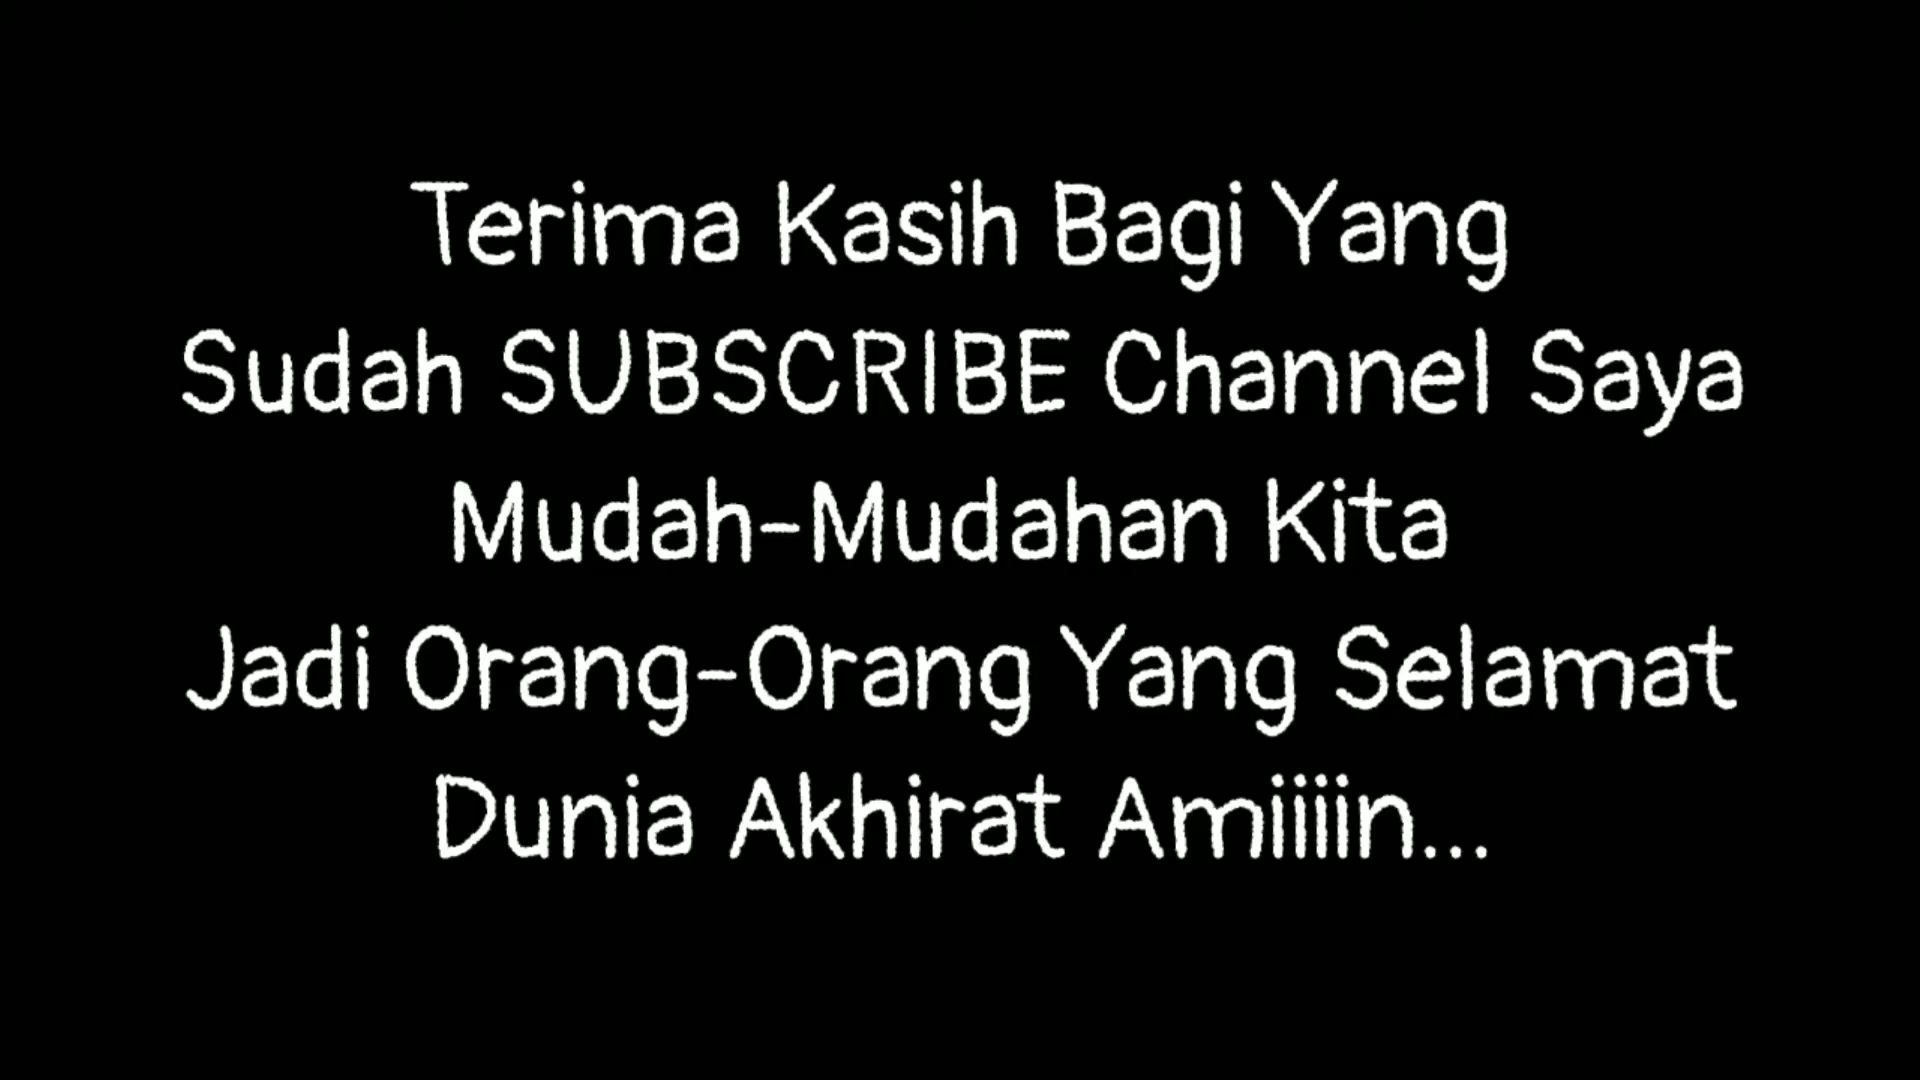 Terima Kasih Bagi Yang
Sudah SUBSCRIBE Channel Saya
Mudah-Mudahan Kita
Jadi Orang-Orang Yang Selamat
Dunia Akhirat Amiiiin...